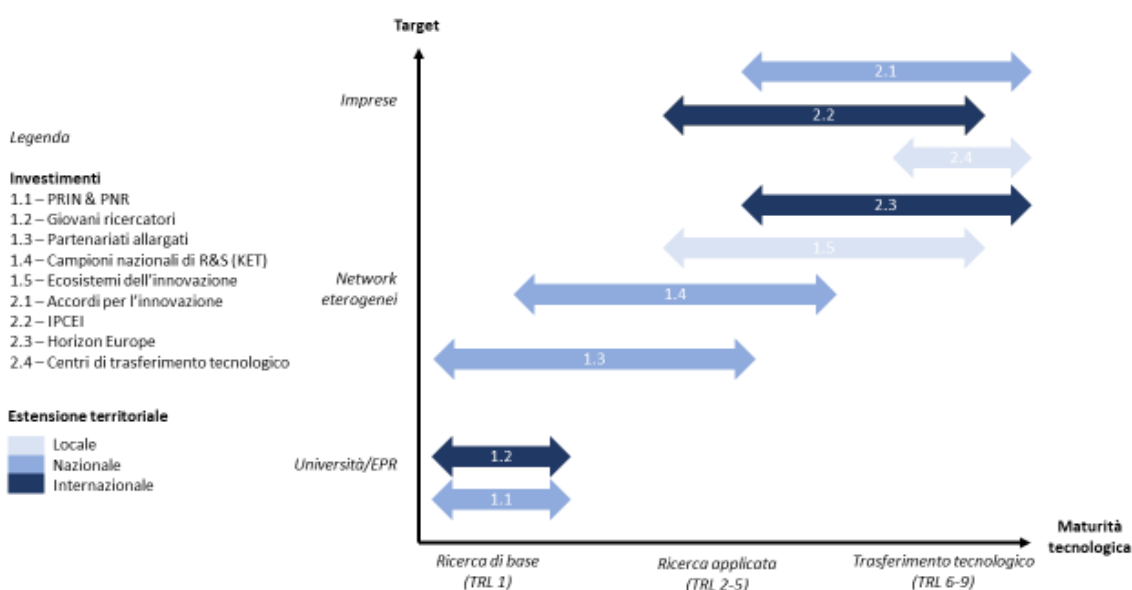 Target
Imprese
2.1
2.2
2.4
2.3
1.5
Network
eterogenei
1.4
1.3
Università/EPR
1.2
1.1
Legenda
Investimenti
1.1 – PRIN & PNR
1.2 – Giovani ricercatori
1.3 – Partenariati allargati
1.4 – Campioni nazionali di R&S (KET)
1.5 – Ecosistemi dell'innovazione
2.1 – Accordi per l'innovazione
2.2 – IPCEI
2.3 – Horizon Europe
2.4 – Centri di trasferimento tecnologico
Estensione territoriale
Locale
Nazionale
Internazionale
Ricerca di base
(TRL 1)
Ricerca applicata
(TRL 2-5)
Trasferimento tecnologico
(TRL 6-9)
Maturità
tecnologica